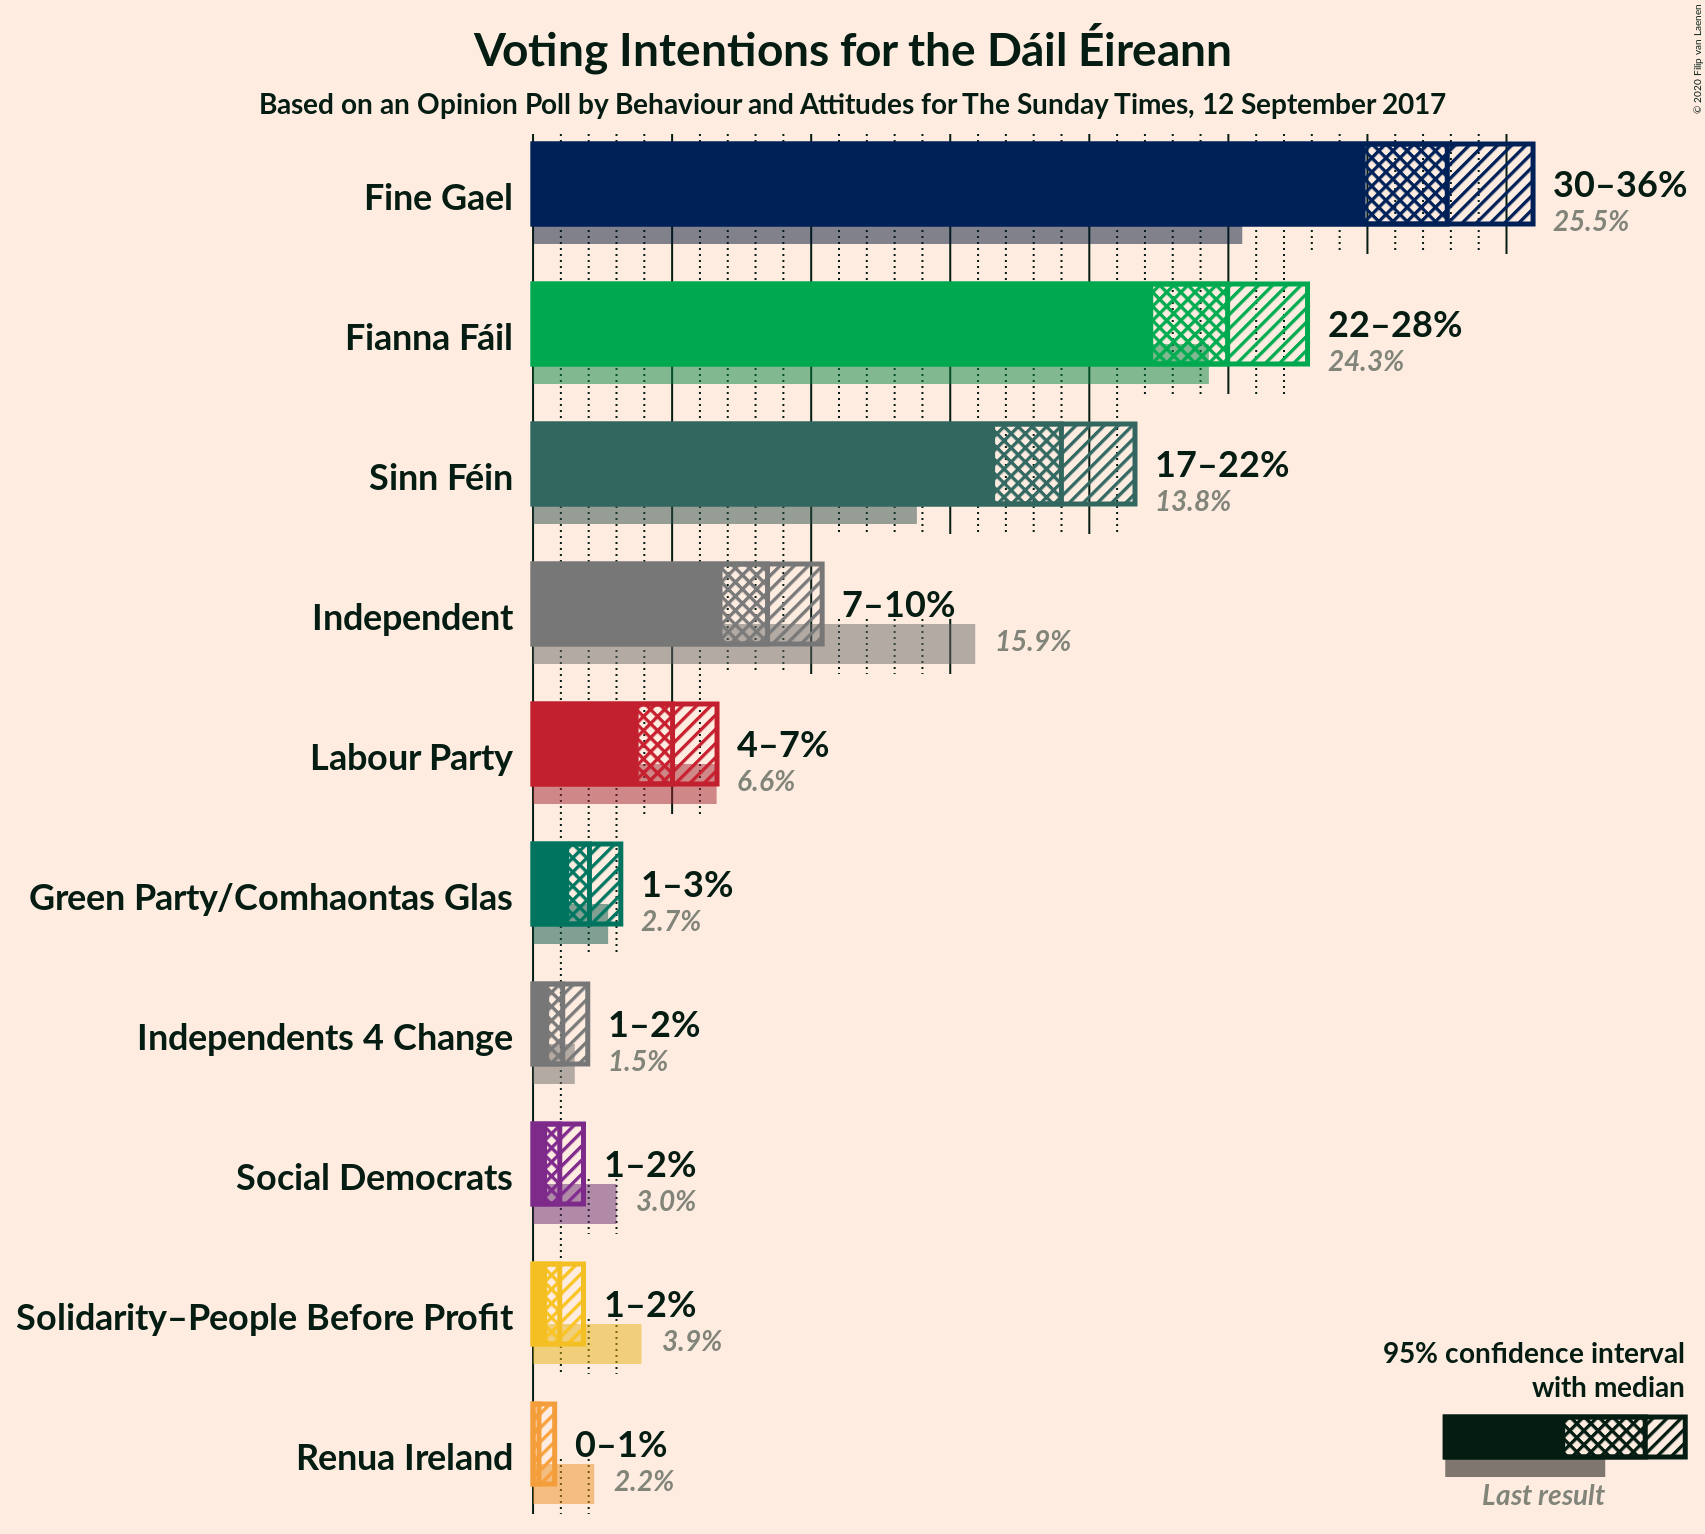 Voting Intentions for the Dáil Éireann
Based on an Opinion Poll by Behaviour and Attitudes for The Sunday Times, 12 September 2017
© 2020 Filip van Laenen
Fine Gael
30–36%
25.5%
Fianna Fáil
22–28%
24.3%
Sinn Féin
17–22%
13.8%
Independent
7–10%
15.9%
Labour Party
4–7%
6.6%
Green Party/Comhaontas Glas
1–3%
2.7%
Independents 4 Change
1–2%
1.5%
Social Democrats
1–2%
3.0%
Solidarity–People Before Profit
1–2%
3.9%
Renua Ireland
0–1%
2.2%
95% confidence interval
with median
Last result